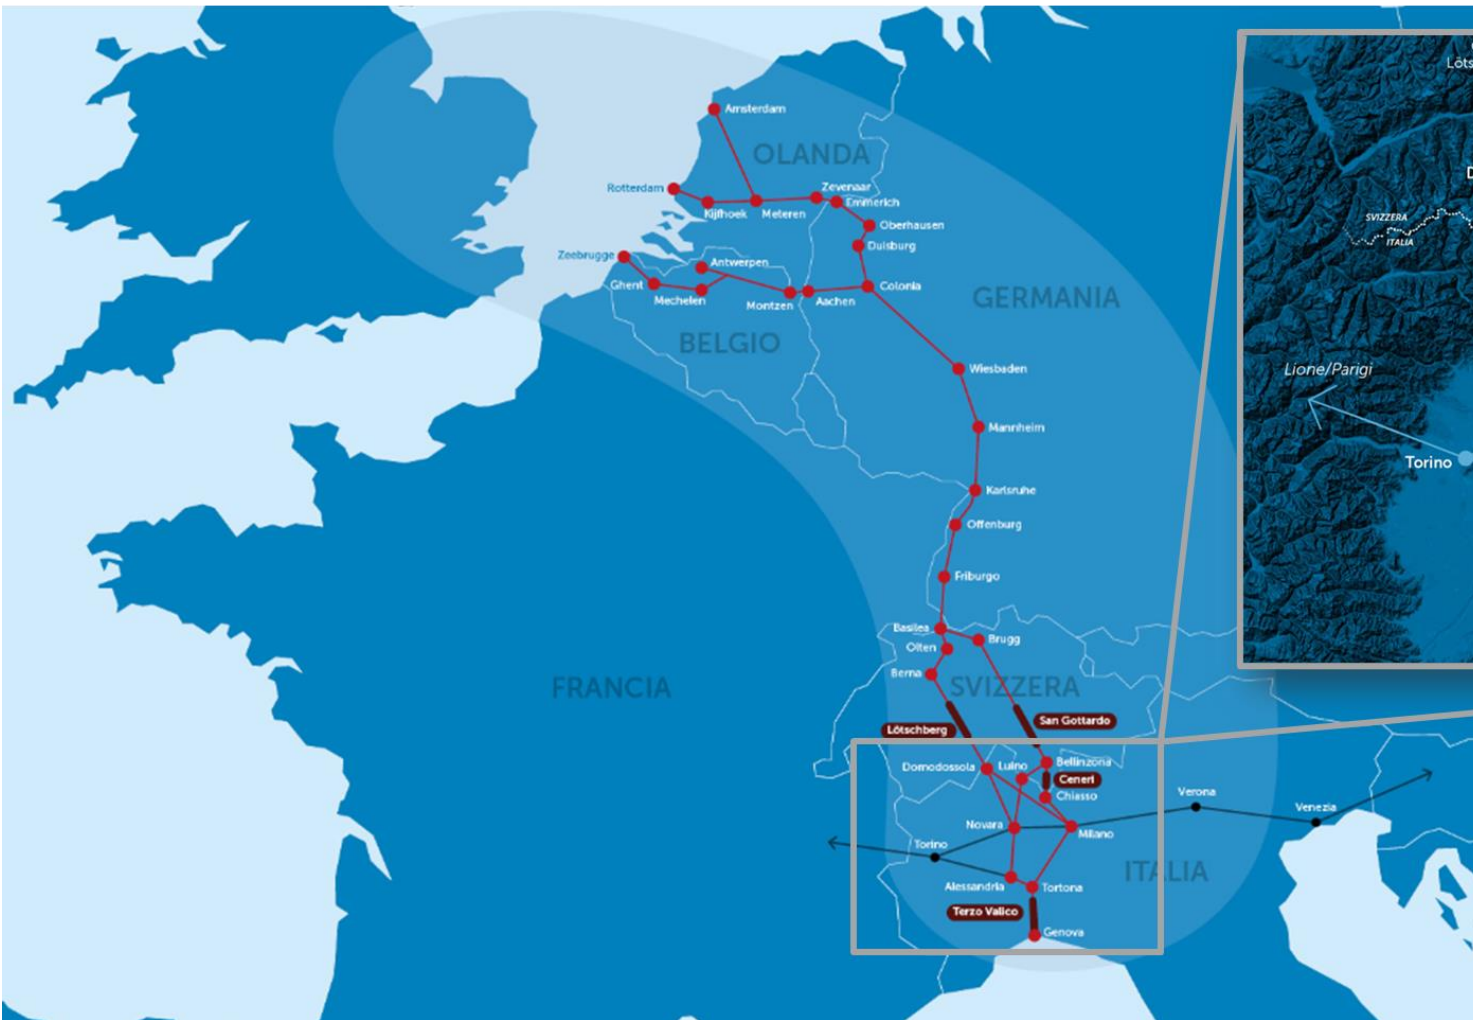 Amsterdam
OLANDA
Rotterdam
Zevenaar
Kijfhoek
Meteren
Emmerich
Oberhausen
Duisburg
Zeebrugge
Antwerpen
Ghent
Mechelen
Montzen
Aachen
Colonia
GERMANIA
BELGIO
Wiesbaden
Mannheim
Karlsruhe
Offenburg
Friburgo
Basilea
Brugg
Olten
Berna
FRANCIA
SVIZZERA
San Gottardo
Lötschberg
Domodossola
Luino
Bellinzona
Ceneri
Chiasso
Verona
Venezia
Novara
Milano
Torino
ITALIA
Alessandria
Tortona
Terzo Valico
Genova
Löts
D
SVIZZERA
ITALIA
Lione/Parigi
Torino